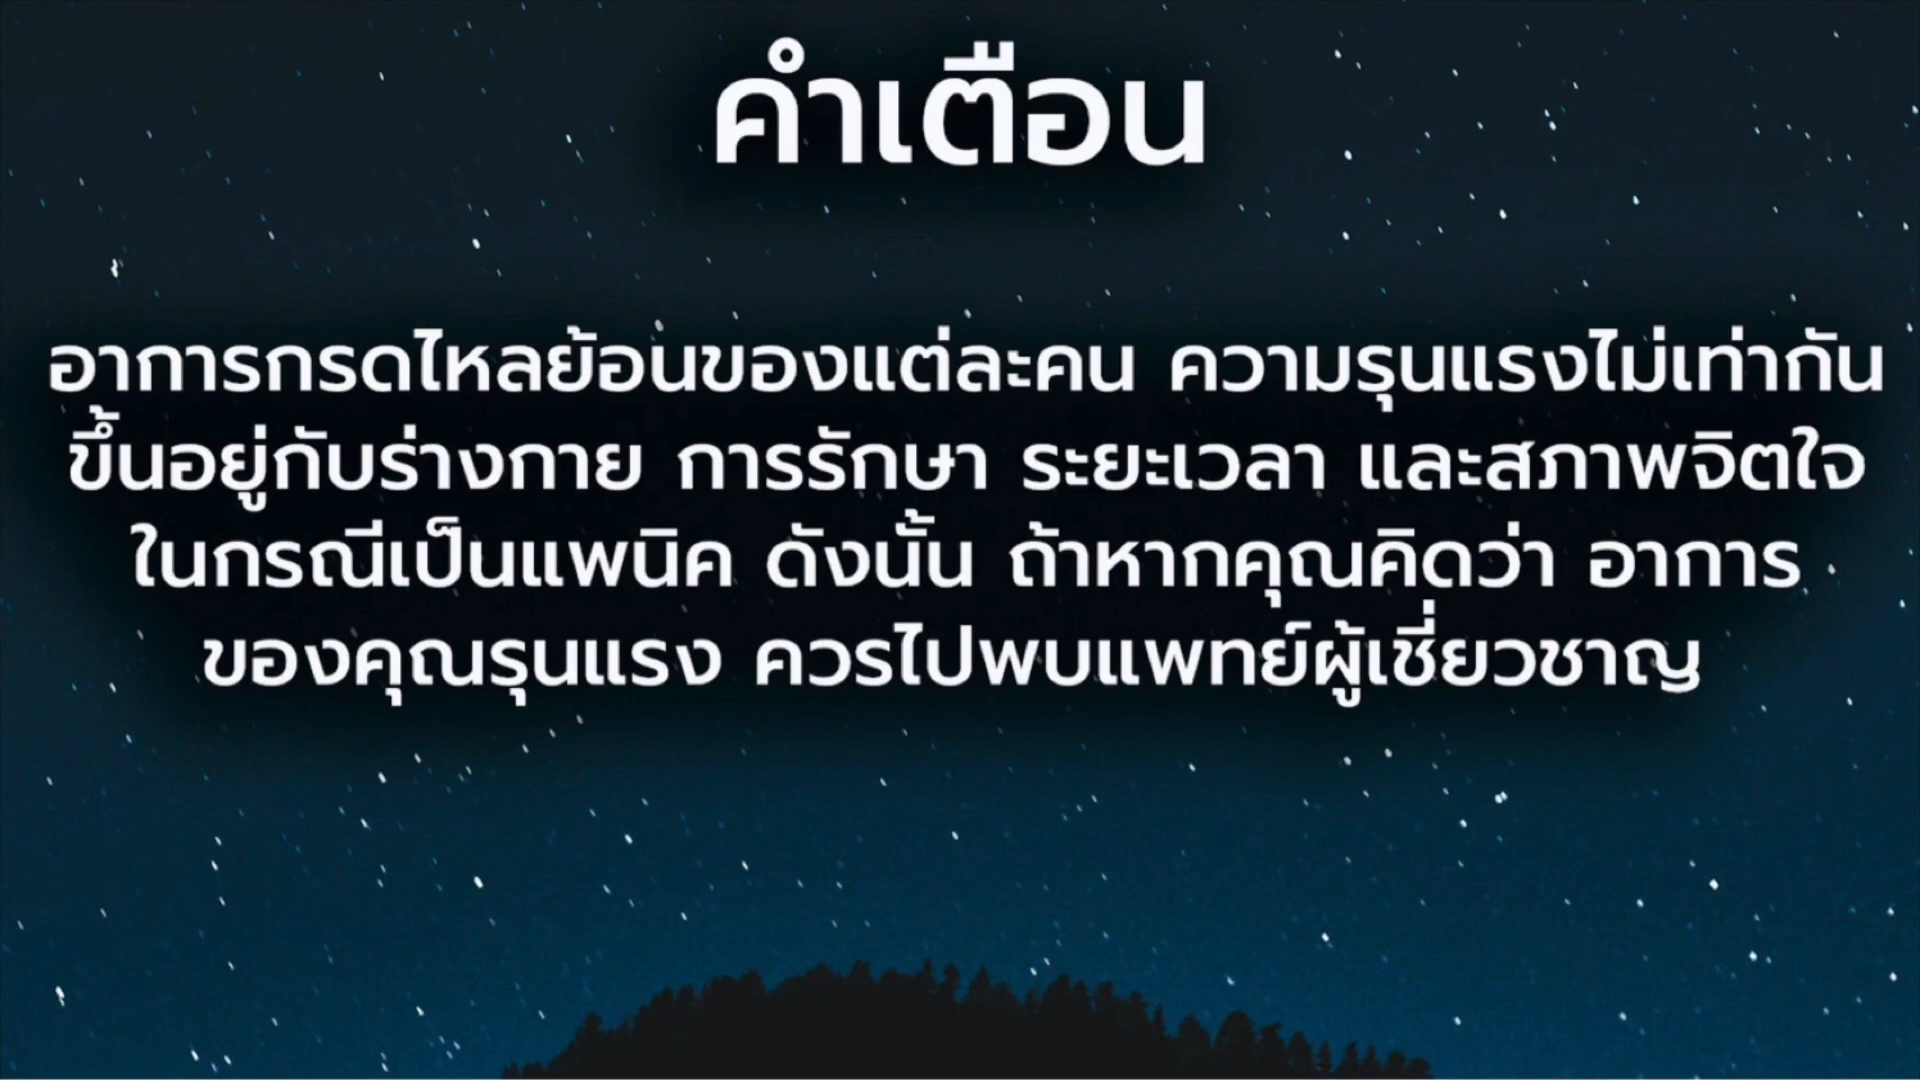 คำเตือน
อาการกรดไหลย้อนของแต่ละคน ความรุนแรงไม่เท่ากัน
ขึ้นอยู่กับร่างกาย การรักษา ระยะเวลา และสภาพจิตใจ
ในกรณีเป็นแพนิค ดังนั้น ถ้าหากคุณคิดว่า อาการ
ของคุณรุนแรง ควรไปพบแพทย์ผู้เชี่ยวชาญ